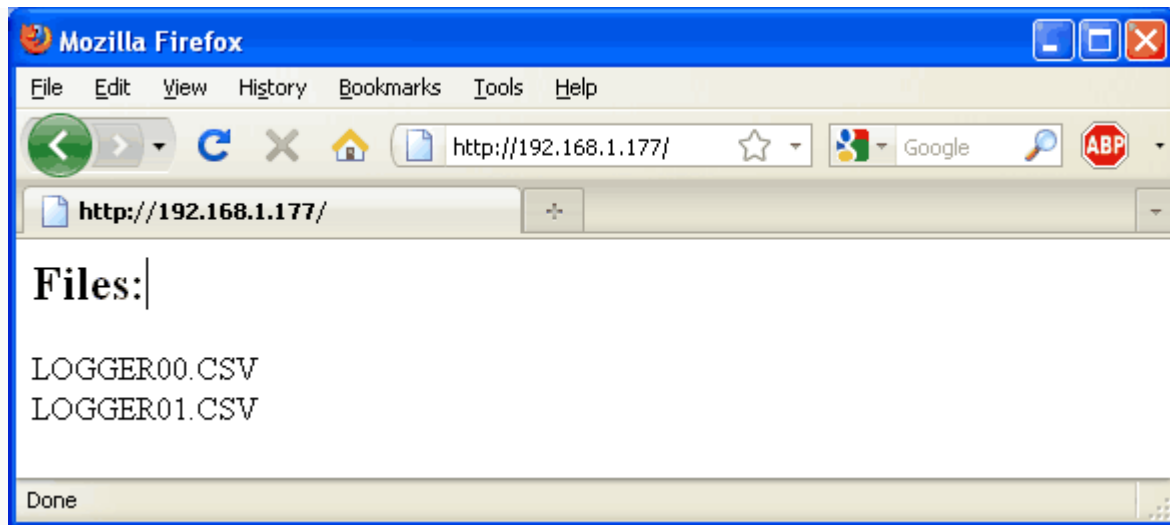 Mozilla Firefox
File Edit View History Bookmarks Tools Help
http://192.168.1.177/ Google ABP
http://192.168.1.177/
Files:
LOGGER00.CSV
LOGGER01.CSV
Done